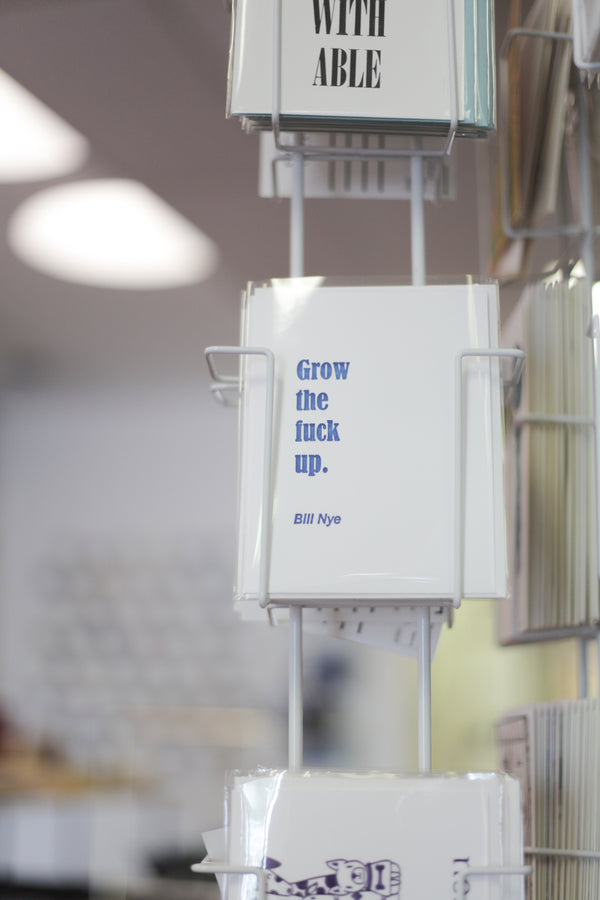 WITH
ABLE
Grow
the
fuck
up.
Bill Nye